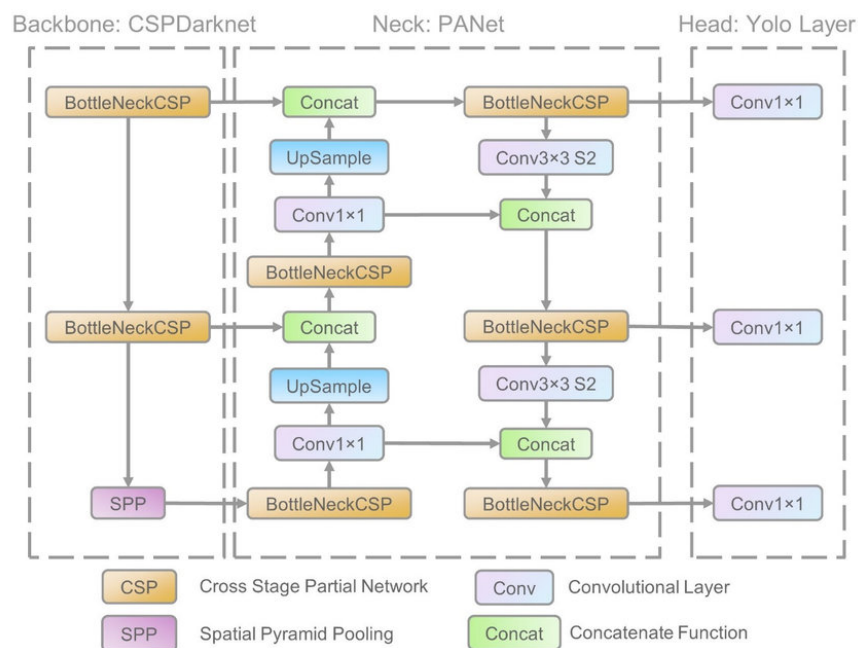 Backbone: CSPDarknet Neck: PANet Head: Yolo Layer
BottleNeckCSP Concat BottleNeckCSP Conv1×1
UpSample Conv3×3 S2
Conv1×1 Concat
BottleNeckCSP
BottleNeckCSP Concat BottleNeckCSP Conv1×1
UpSample Conv3×3 S2
Conv1×1 Concat
SPP BottleNeckCSP BottleNeckCSP Conv1×1
CSP Cross Stage Partial Network Conv Convolutional Layer
SPP Spatial Pyramid Pooling Concat Concatenate Function